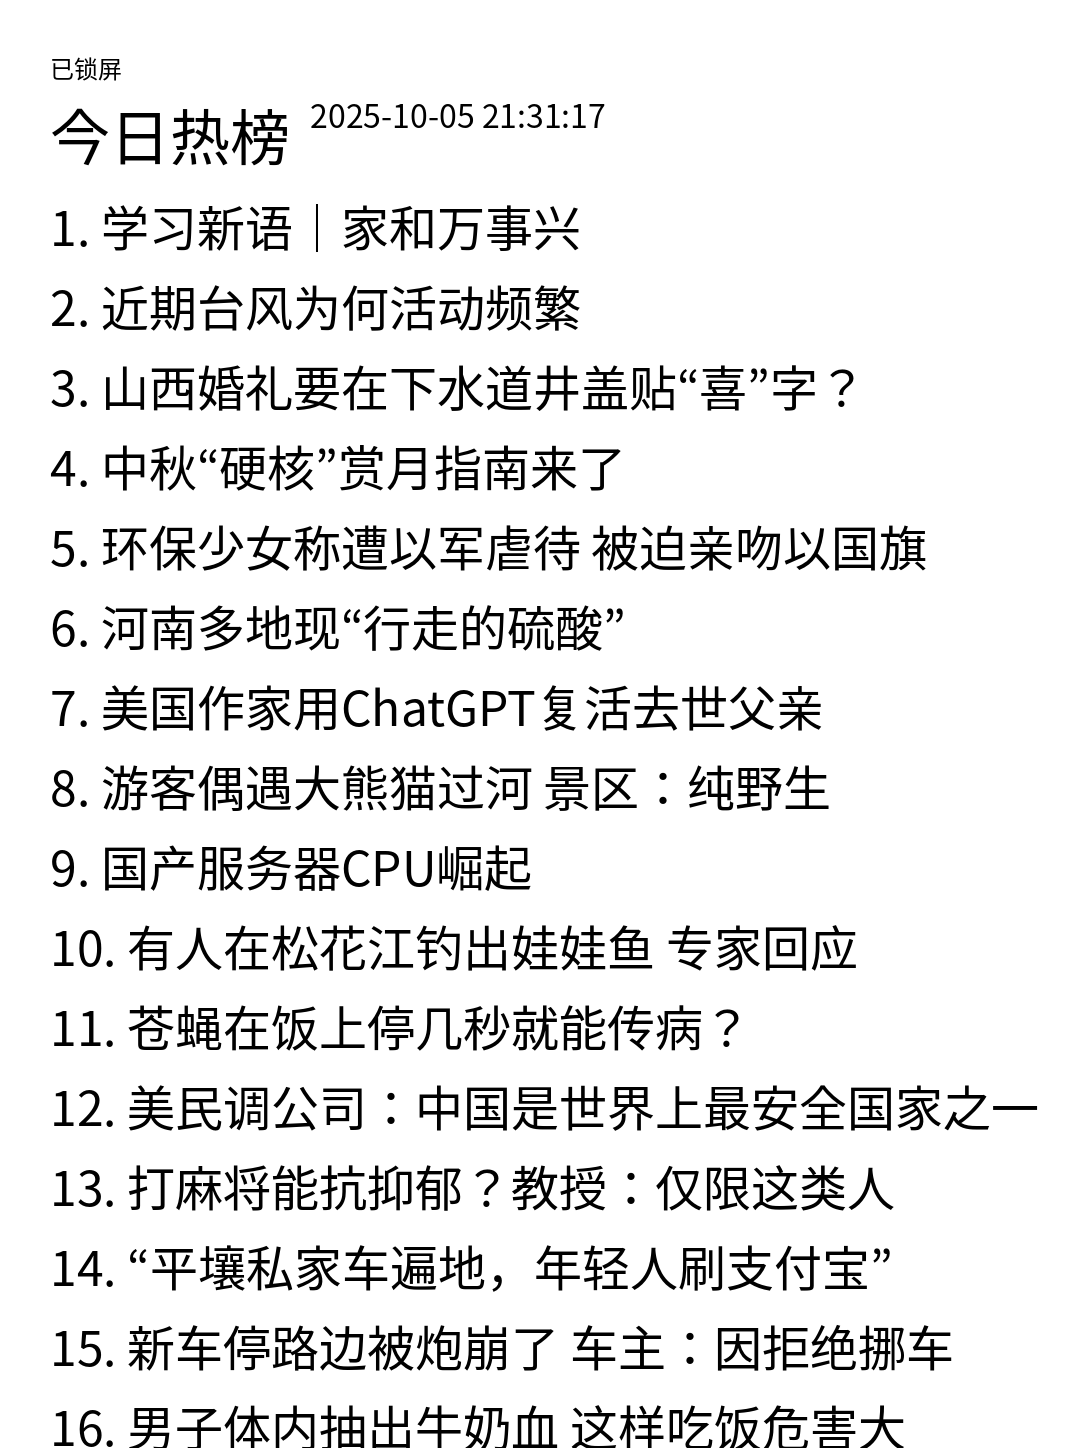 已锁屏
今日热榜 2025-10-05 21:31:17
1. 学习新语｜家和万事兴
2. 近期台风为何活动频繁
3. 山西婚礼要在下水道井盖贴“喜”字？
4. 中秋“硬核”赏月指南来了
5. 环保少女称遭以军虐待 被迫亲吻以国旗
6. 河南多地现“行走的硫酸”
7. 美国作家用ChatGPT复活去世父亲
8. 游客偶遇大熊猫过河 景区：纯野生
9. 国产服务器CPU崛起
10. 有人在松花江钓出娃娃鱼 专家回应
11. 苍蝇在饭上停几秒就能传病？
12. 美民调公司：中国是世界上最安全国家之一
13. 打麻将能抗抑郁？教授：仅限这类人
14. “平壤私家车遍地，年轻人刷支付宝”
15. 新车停路边被炮崩了 车主：因拒绝挪车
16. 男子体内抽出牛奶血 这样吃饭危害大